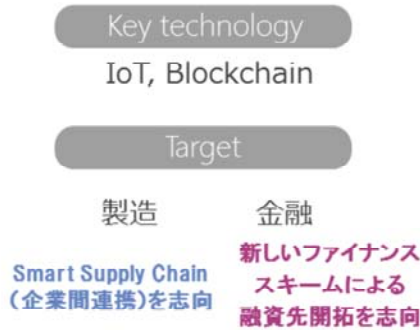 Key technology
IoT, Blockchain
Target
製造
金融
Smart Supply Chain
（企業間連携）を志向
新しいファイナンス
スキームによる
融資先開拓を志向